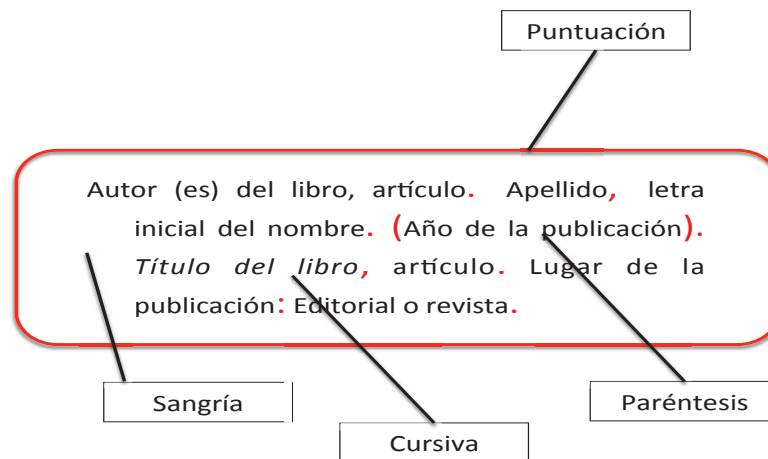 Puntuación
Autor (es) del libro, artículo. Apellido, letra
inicial del nombre. (Año de la publicación).
Título del libro, artículo. Lugar de la
publicación: Editorial o revista.
Sangría
Paréntesis
Cursiva